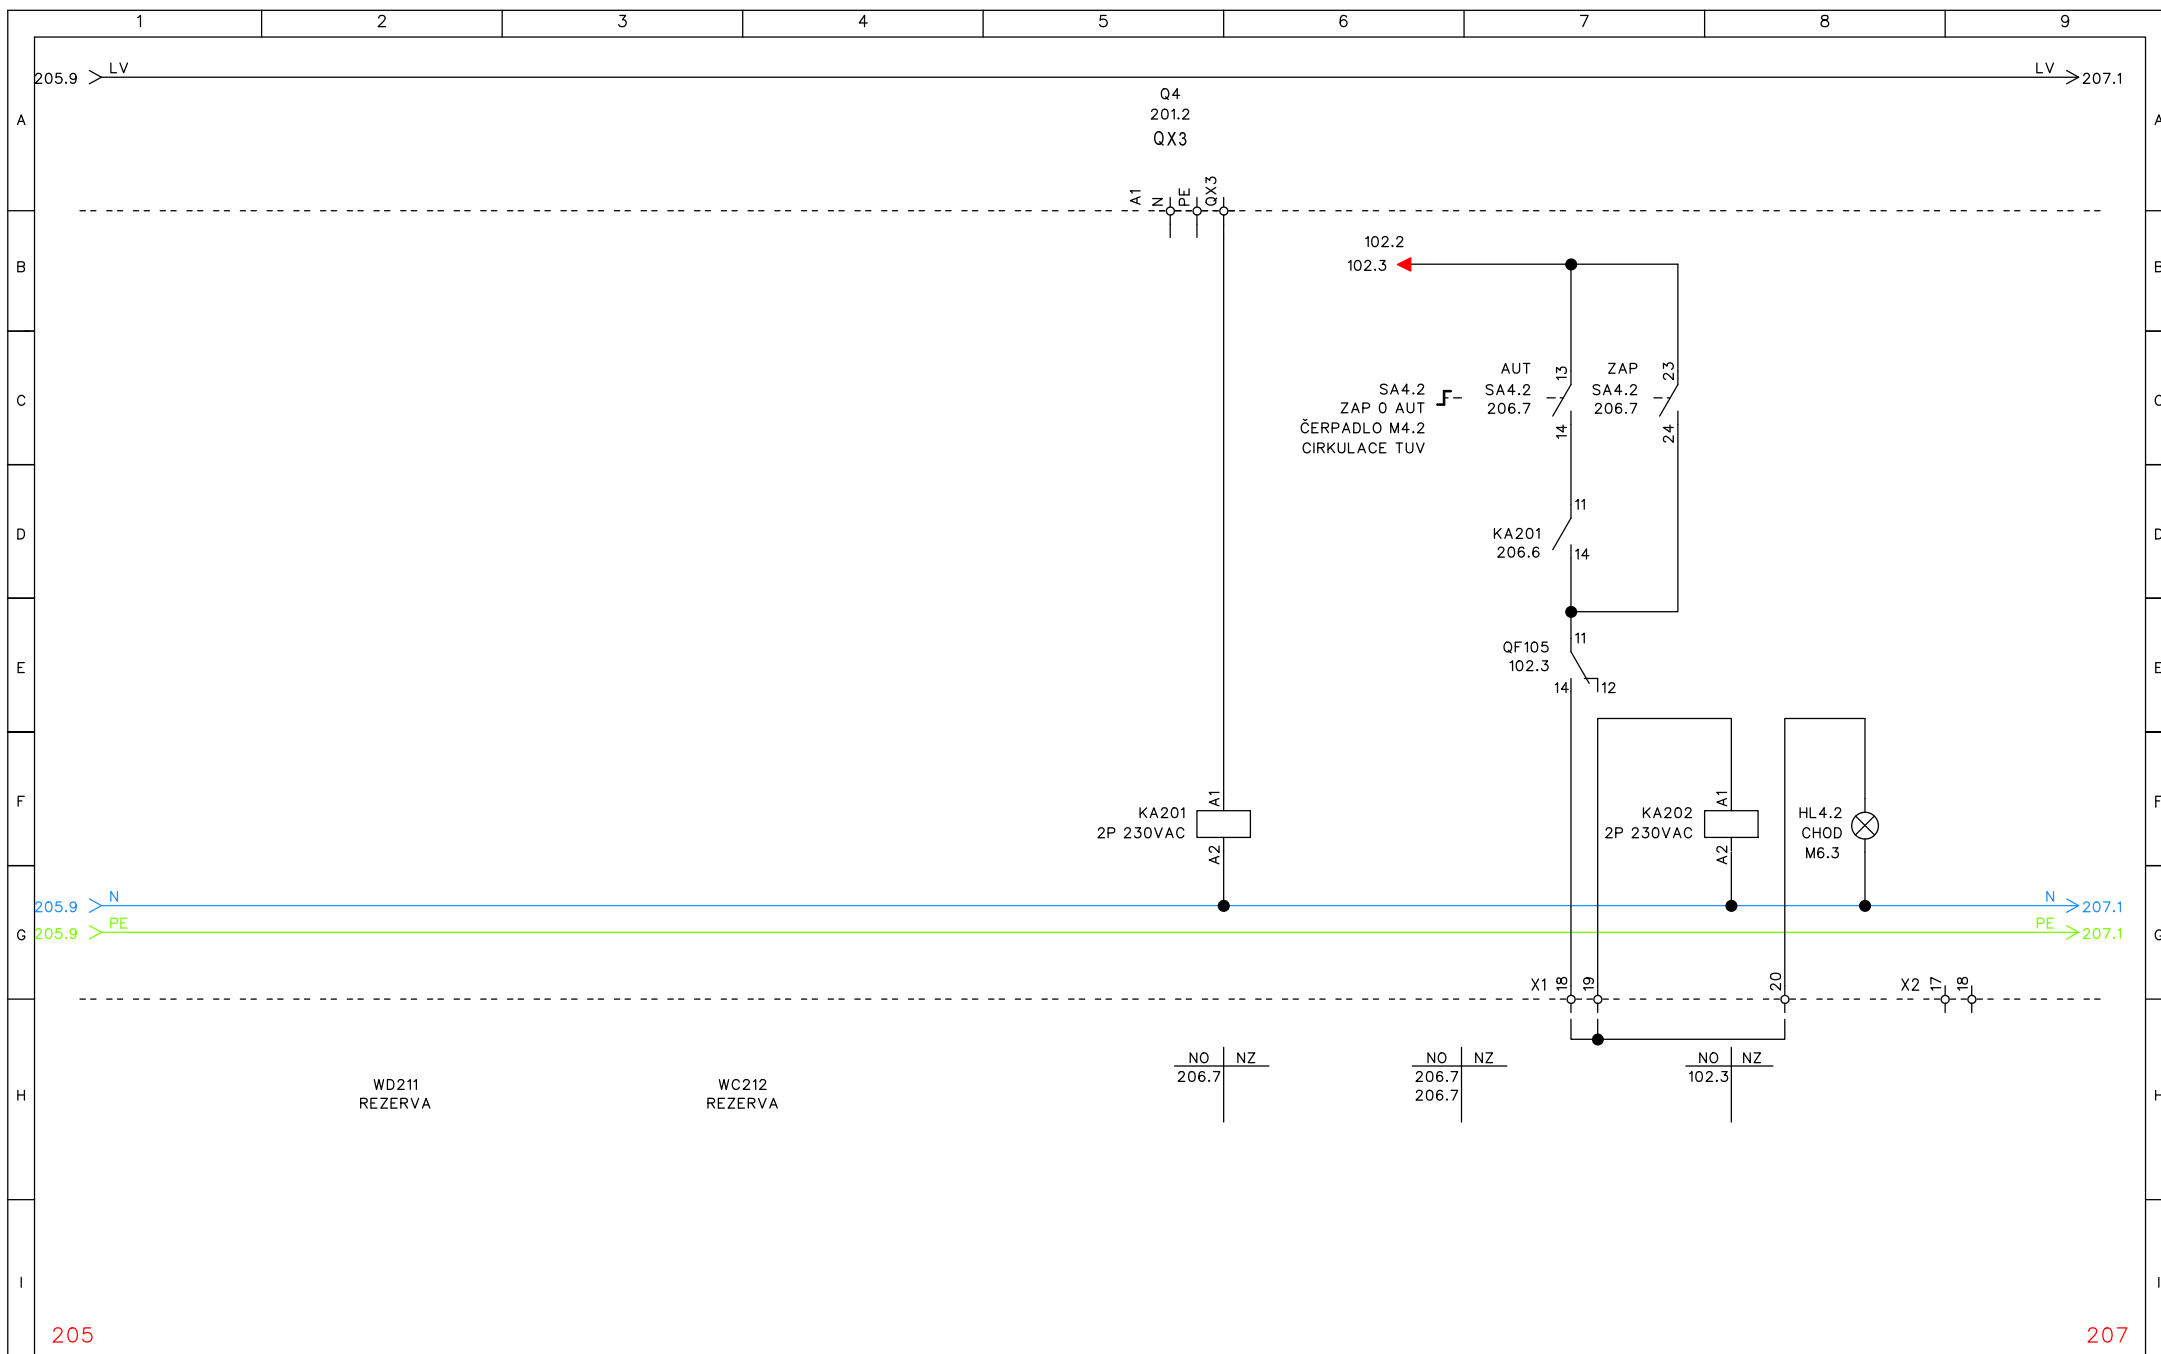 1 2 3 4 5 6 7 8 9
205.9 LV LV 207.1
Q4
201.2
QX3
A A
A1 N PE QX3
102.2
B 102.3 B
AUT 13 ZAP 23
SA4.2 SA4.2 SA4.2
ZAP 0 AUT 206.7 206.7
C C
ČERPADLO M4.2 14 24
CIRKULACE TUV
11
D KA201 D
206.6 14
11
QF105
E 102.3 E
14 12
F KA201 A1 KA202 A1 HL4.2 F
2P 230VAC 2P 230VAC CHOD
A2 A2 M6.3
N N
205.9 207.1
PE PE
G 205.9 207.1 G
X1 18 19 20 X2 17 18
NO NZ NO NZ NO NZ
206.7 206.7 102.3
206.7
H WD211 WC212 H
REZERVA REZERVA
I I
205 207